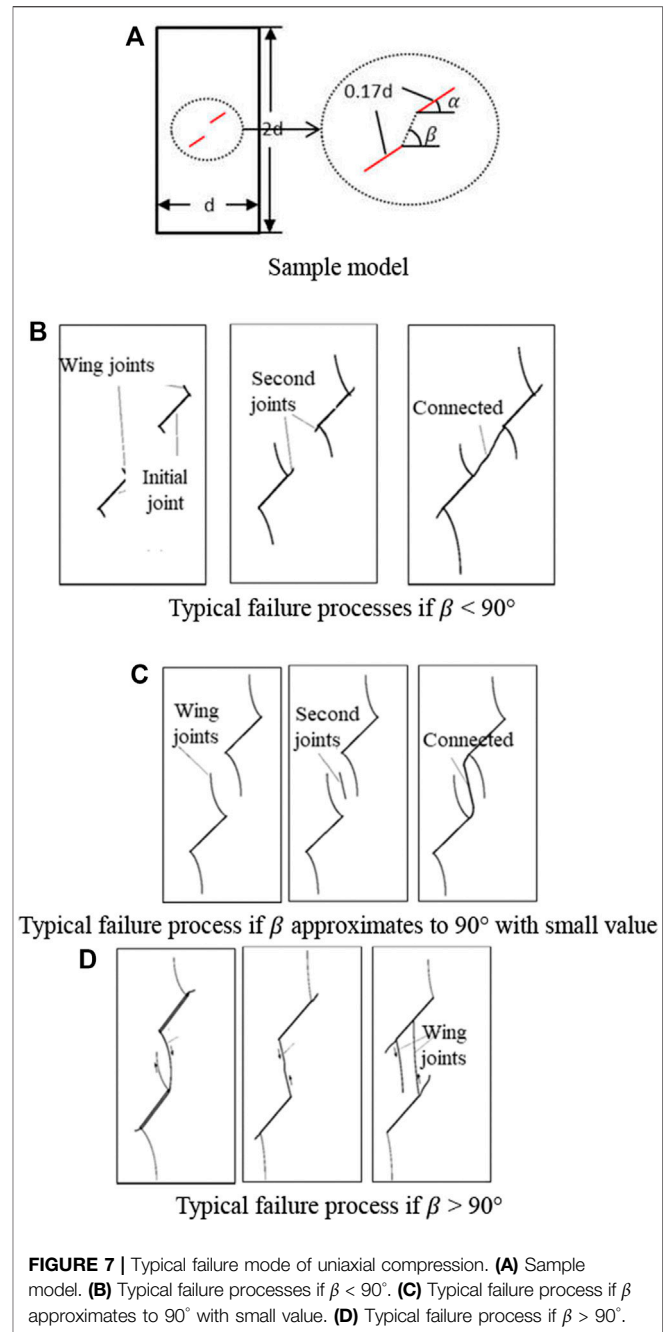 A
0.17d
α
2d
β
d
Sample model
B
Wing joints
Initial
joint
Second
joints
Connected
Typical failure processes if β < 90°
C
Wing
joints
Second
joints
Connected
Typical failure process if β approximates to 90° with small value
D
Wing
joints
Typical failure process if β > 90°
FIGURE 7 | Typical failure mode of uniaxial compression. (A) Sample
model. (B) Typical failure processes if β < 90°. (C) Typical failure process if β
approximates to 90° with small value. (D) Typical failure process if β > 90°.